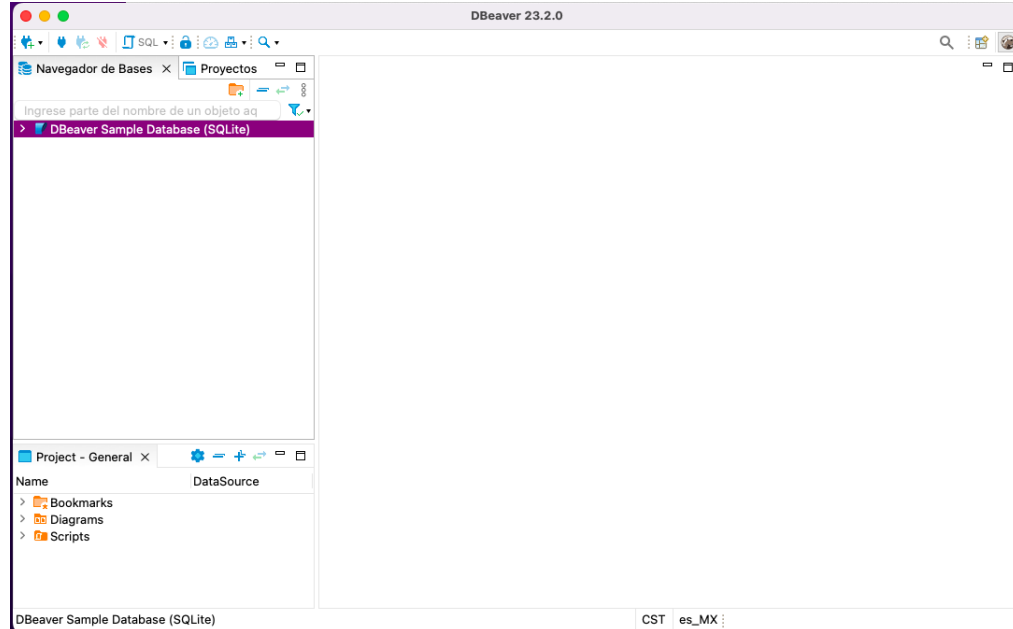 DBeaver 23.2.0
SQL
Navegador de Bases
Proyectos
Ingrese parte del nombre de un objeto aq
DBeaver Sample Database (SQLite)
Project - General
Name DataSource
Bookmarks
Diagrams
Scripts
DBeaver Sample Database (SQLite) CST es_MX